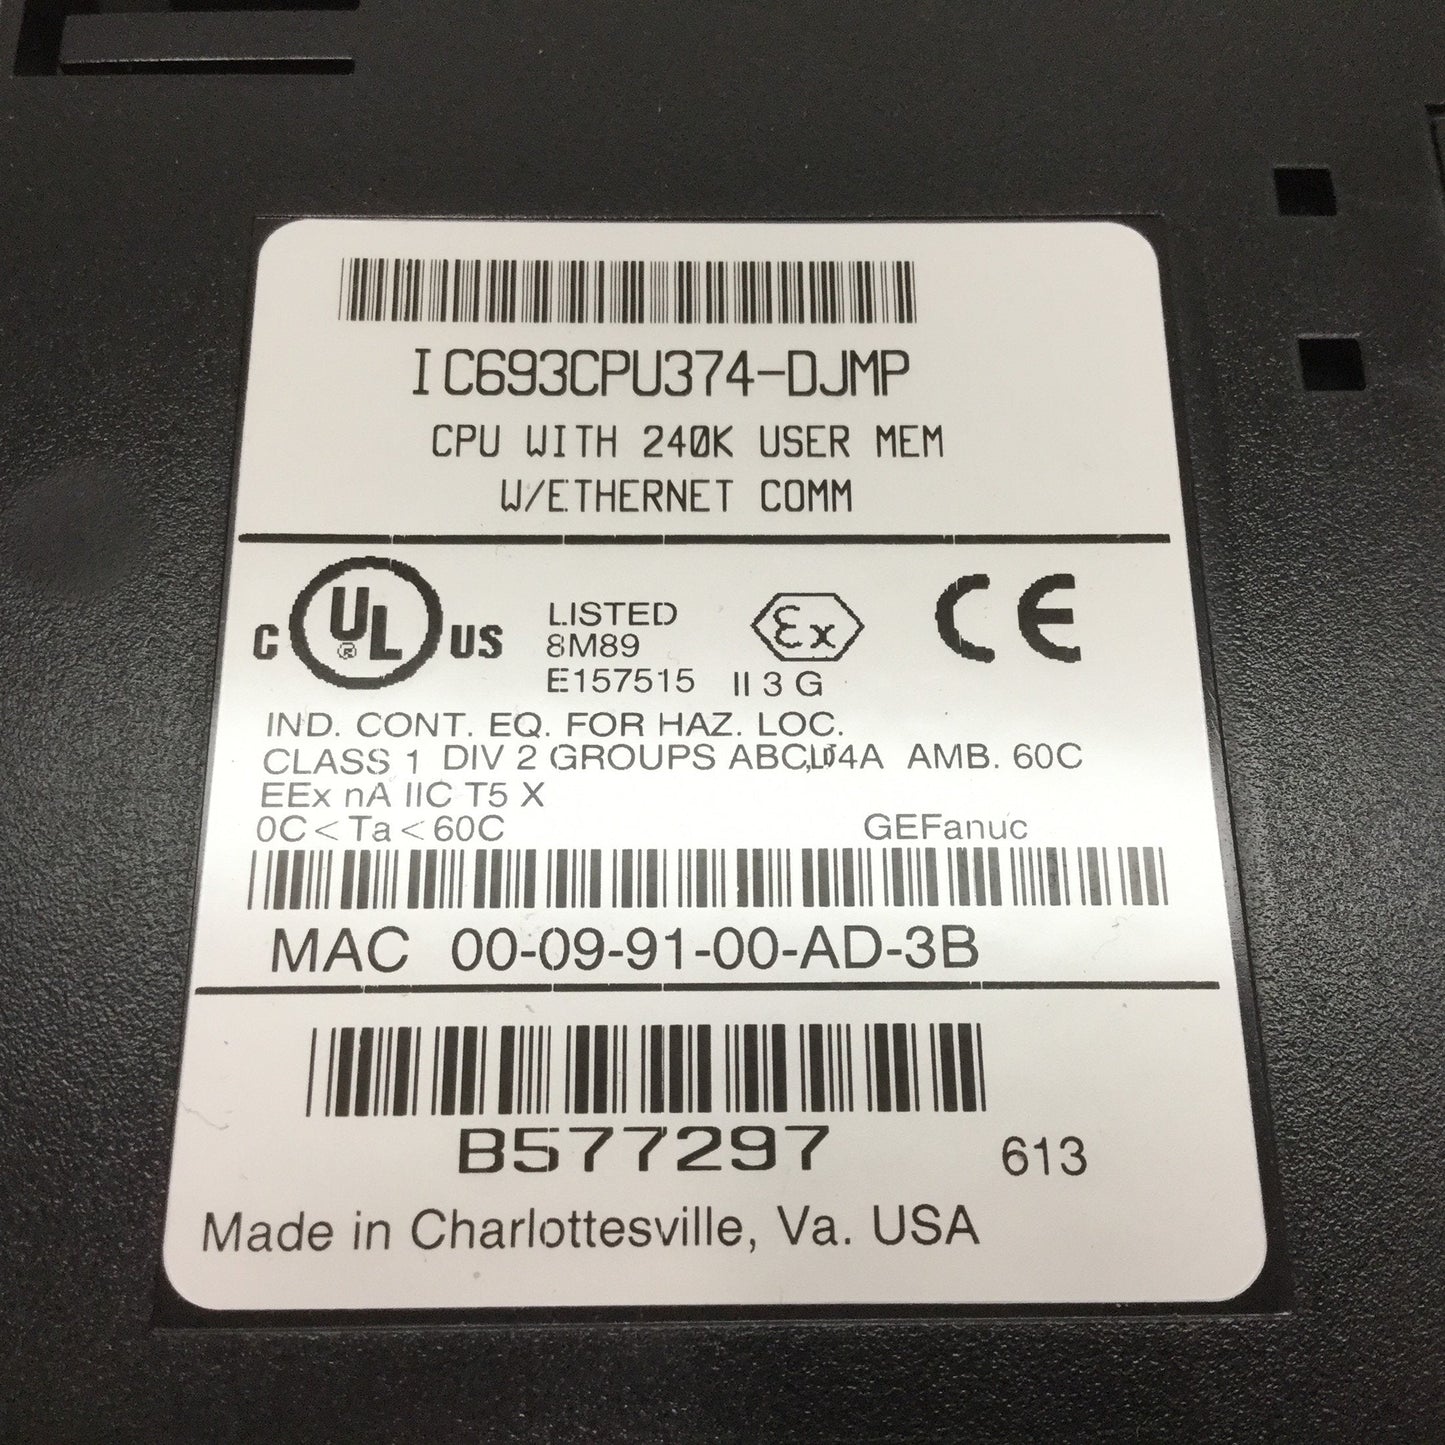 IC693CPU374-DJMP
CPU WITH 240K USER MEM
W/ETHERNET COMM
C UL ® US
LISTED
8M89
E157515
Ex
II 3 G
CE
IND. CONT. EQ. FOR HAZ. LOC.
CLASS 1 DIV 2 GROUPS AMB. 60C
EEx nA IIC T5 X
0C < Ta < 60C
GEFanuc
MAC 00-09-91-00-AD-3B
B577297
613
Made in Charlottesville, Va. USA